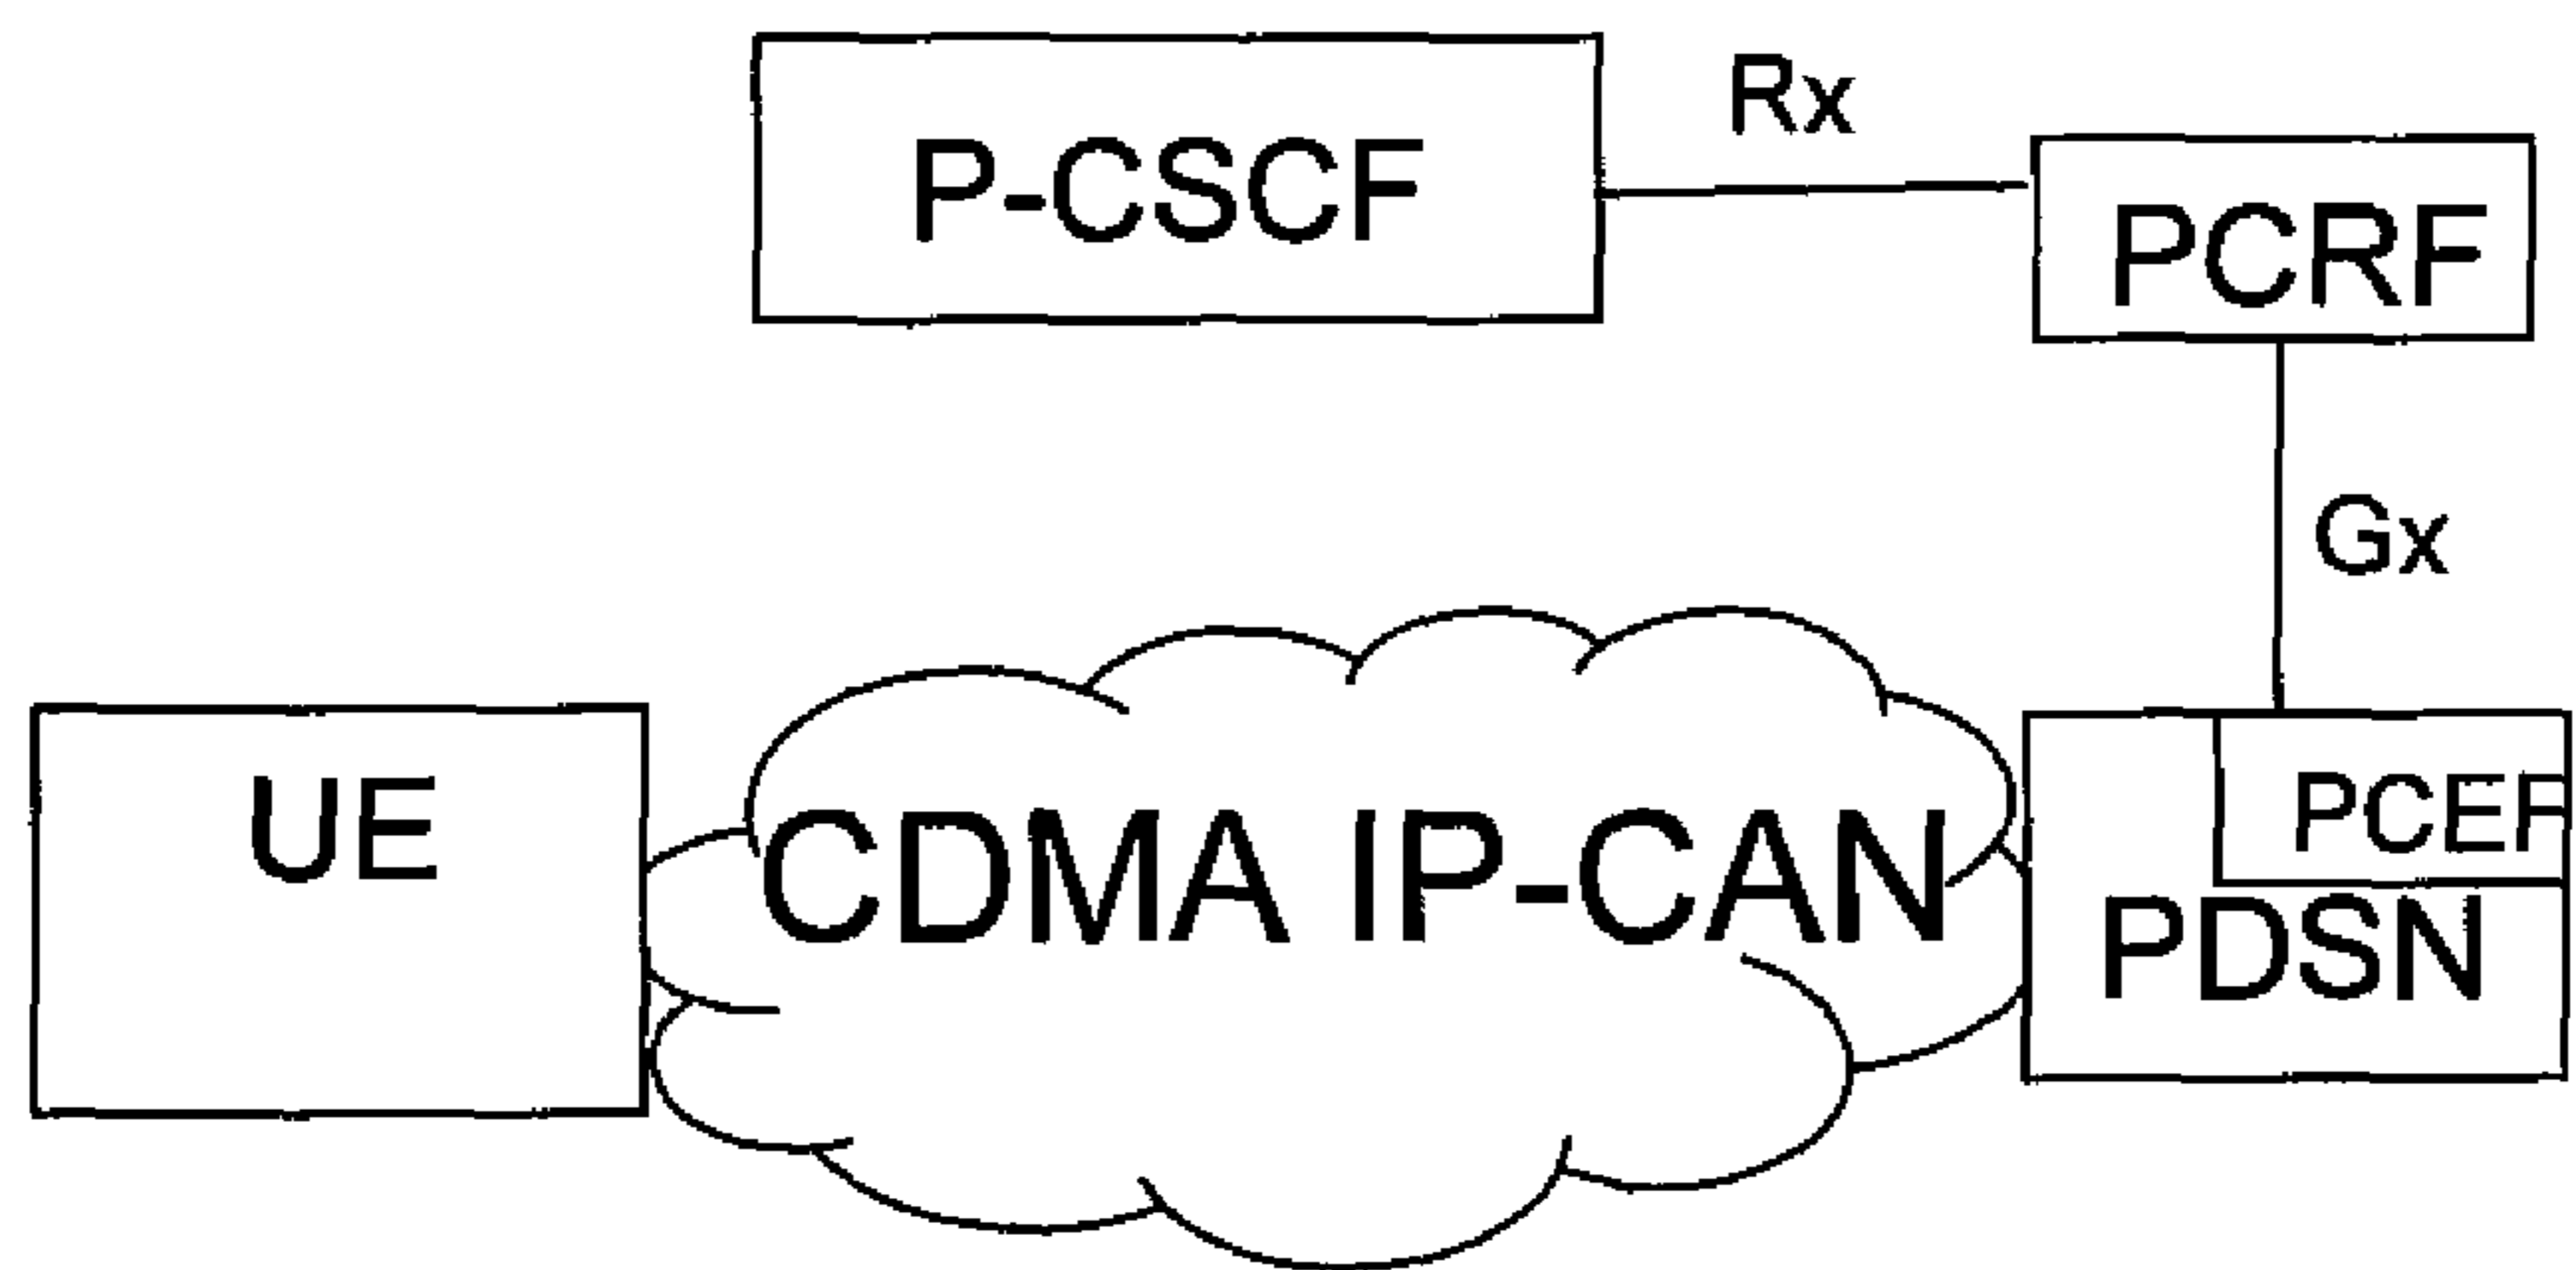 P-CSCF
Rx
PCRF
Gx
UE
CDMA IP-CAN
PCEF
PDSN